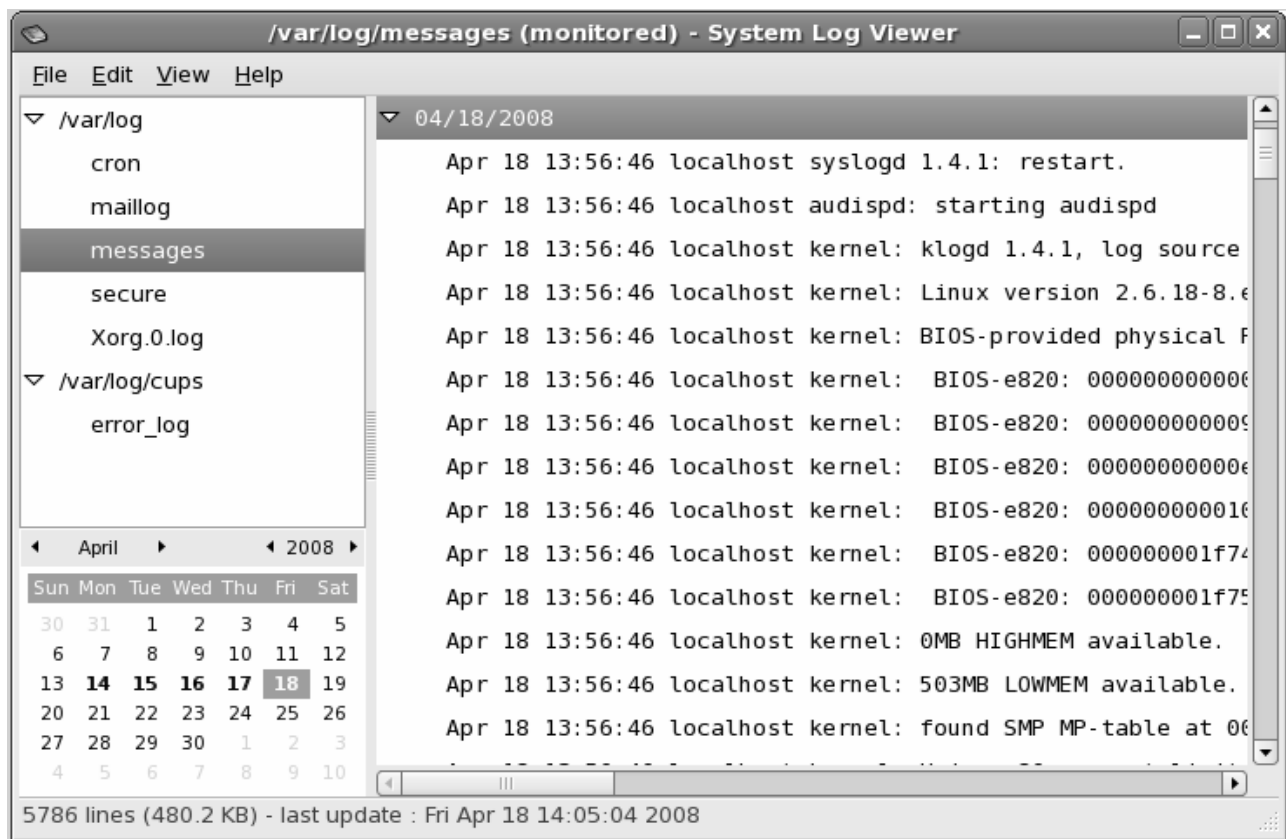 /var/log/messages (monitored) - System Log Viewer
File Edit View Help
/var/log
cron
maillog
messages
secure
Xorg.0.log
/var/log/cups
error_log
April 2008
Sun Mon Tue Wed Thu Fri Sat
30 31 1 2 3 4 5
6 7 8 9 10 11 12
13 14 15 16 17 18 19
20 21 22 23 24 25 26
27 28 29 30 1 2 3
4 5 6 7 8 9 10
04/18/2008
Apr 18 13:56:46 localhost syslogd 1.4.1: restart.
Apr 18 13:56:46 localhost audispd: starting audispd
Apr 18 13:56:46 localhost kernel: klogd 1.4.1, log source
Apr 18 13:56:46 localhost kernel: Linux version
Apr 18 13:56:46 localhost kernel: BIOS-provided physical
Apr 18 13:56:46 localhost kernel: BIOS-e820:
Apr 18 13:56:46 localhost kernel: BIOS-e820:
Apr 18 13:56:46 localhost kernel: BIOS-e820:
Apr 18 13:56:46 localhost kernel: BIOS-e820:
Apr 18 13:56:46 localhost kernel: BIOS-e820:
Apr 18 13:56:46 localhost kernel: BIOS-e820:
Apr 18 13:56:46 localhost kernel: 0MB HIGHMEM available.
Apr 18 13:56:46 localhost kernel: 503MB LOWMEM available.
Apr 18 13:56:46 localhost kernel: found SMP MP-table at
5786 lines (480.2 KB) - last update : Fri Apr 18 14:05:04 2008